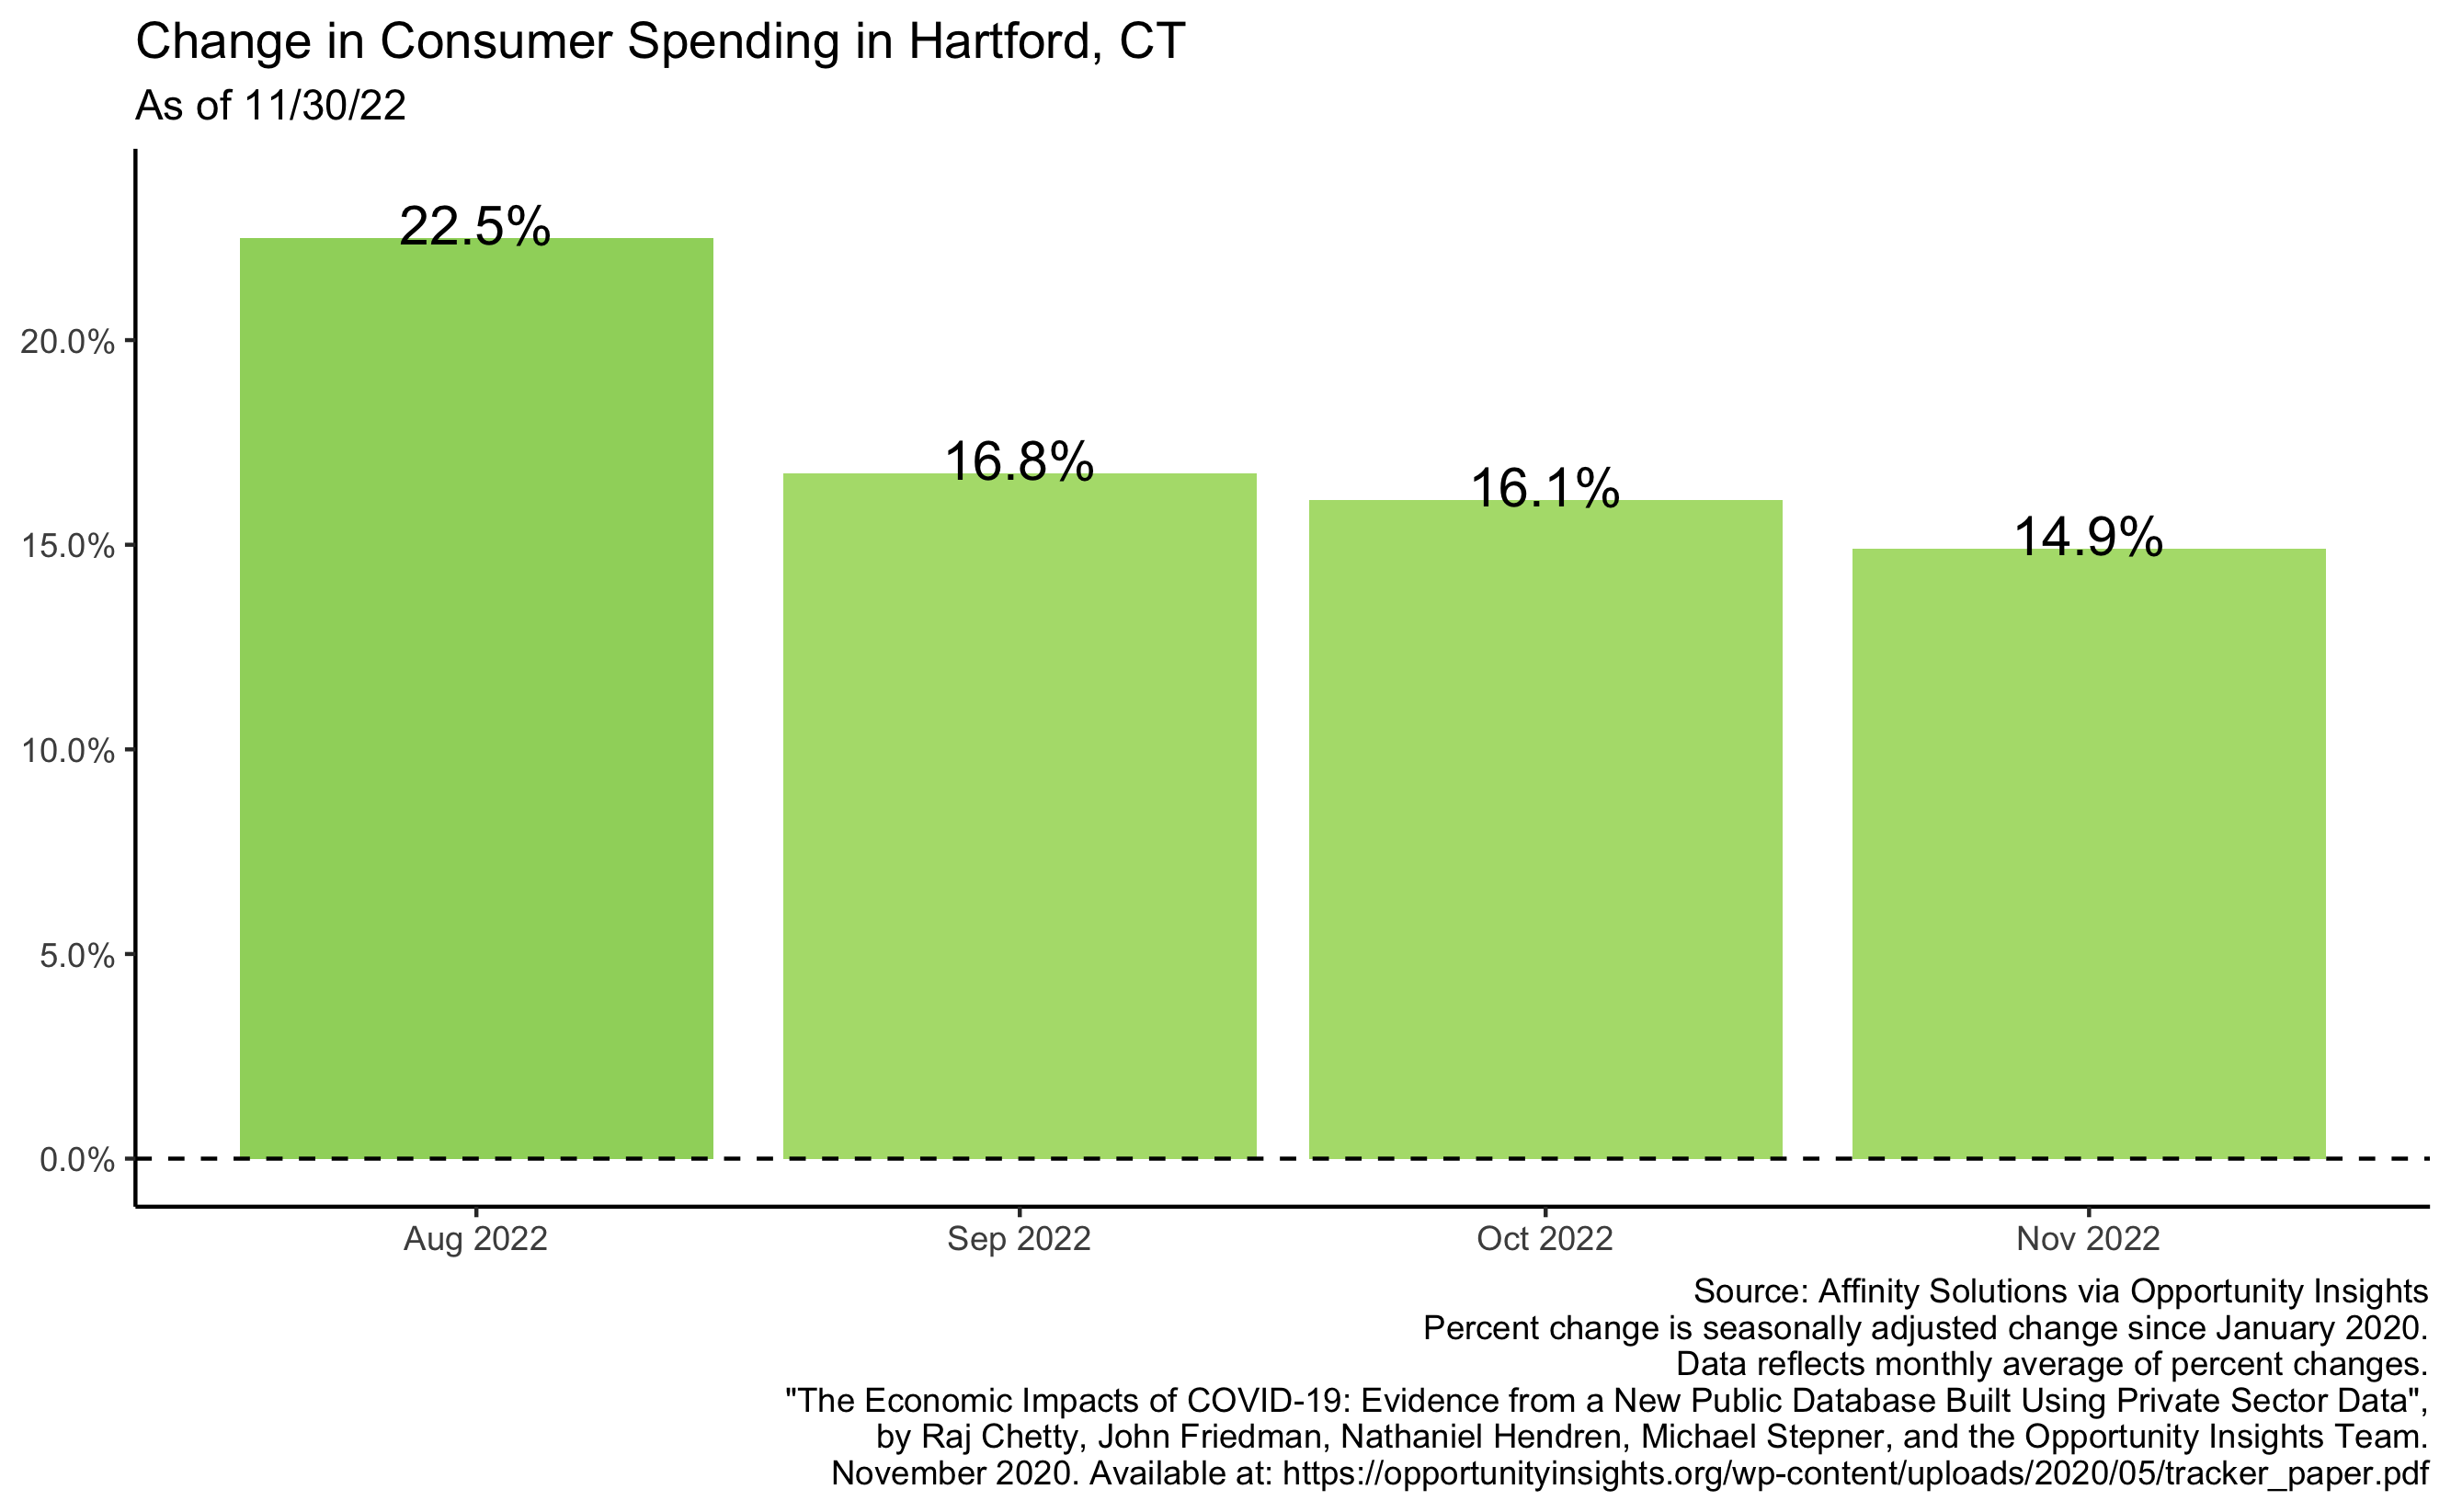 Change in Consumer Spending in Hartford, CT
As of 11/30/22
22.5%
16.8%
16.1%
14.9%
20.0%
15.0%
10.0%
5.0%
0.0%
Aug 2022
Sep 2022
Oct 2022
Nov 2022
Source: Affinity Solutions via Opportunity Insights
Percent change is seasonally adjusted change since January 2020.
Data reflects monthly average of percent changes.
"The Economic Impacts of COVID-19: Evidence from a New Public Database Built Using Private Sector Data",
by Raj Chetty, John Friedman, Nathaniel Hendren, Michael Stepner, and the Opportunity Insights Team.
November 2020. Available at: https://opportunityinsights.org/wp-content/uploads/2020/05/tracker_paper.pdf